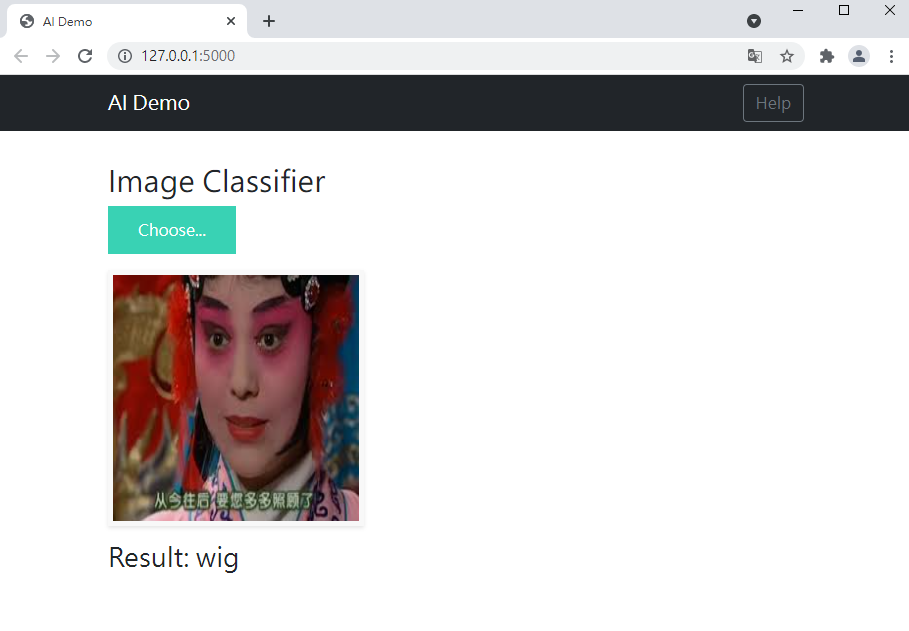 AI Demo
127.0.0.1:5000
AI Demo
Help
Image Classifier
Choose...
从今往后 要您多多照顾了
Result: wig